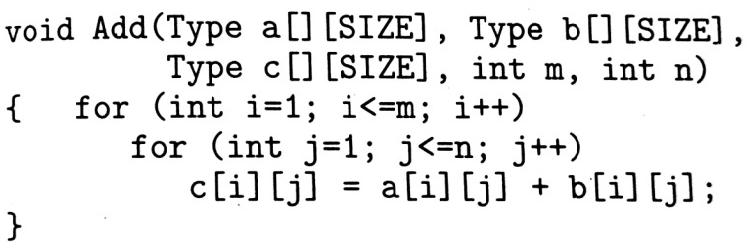 void Add(Type a[][SIZE], Type b[][SIZE],
Type c[][SIZE], int m, int n)
{ for (int i=1; i<=m; i++)
for (int j=1; j<=n; j++)
c[i][j] = a[i][j] + b[i][j];
}